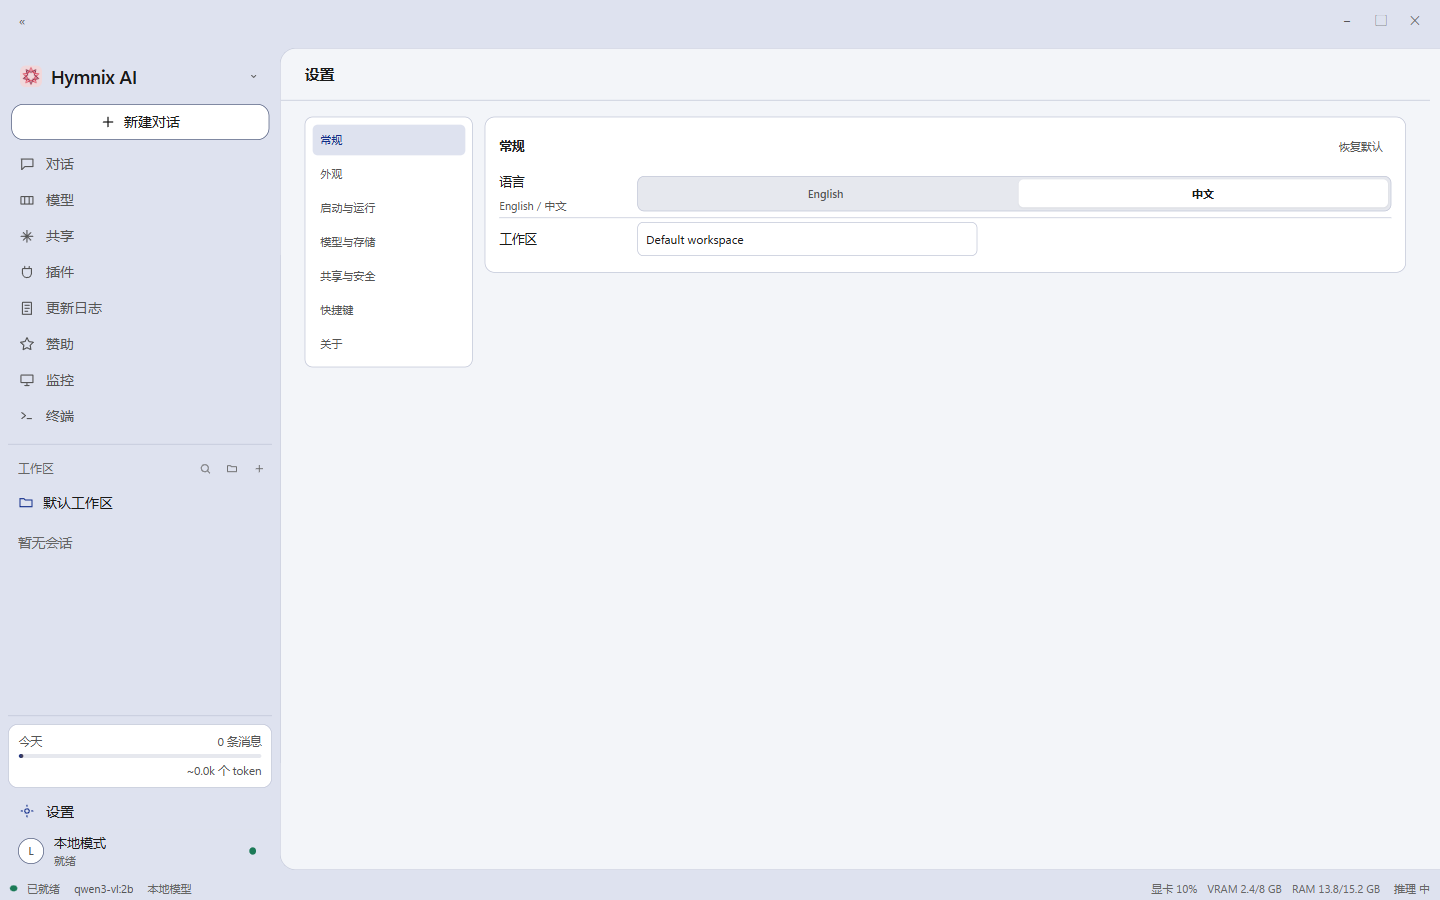 «
Hymnix AI
新建对话
对话
模型
共享
插件
更新日志
赞助
监控
终端
工作区
默认工作区
暂无会话
今天 0 条消息
~0.0k 个 token
设置
L 本地模式
就绪
设置
常规
外观
启动与运行
模型与存储
共享与安全
快捷键
关于
常规 恢复默认
语言
English / 中文
English 中文
工作区 Default workspace
已就绪 qwen3-vl:2b 本地模型 显卡 10% VRAM 2.4/8 GB RAM 13.8/15.2 GB 推理 中